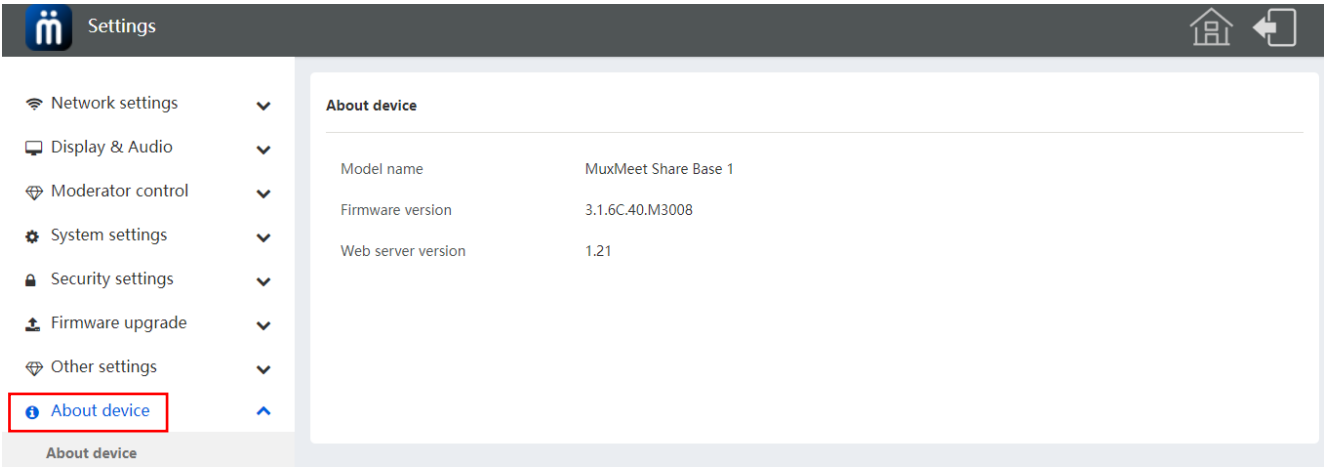 Settings
Network settings
Display & Audio
Moderator control
System settings
Security settings
Firmware upgrade
Other settings
About device
About device
About device
Model name MuxMeet Share Base 1
Firmware version 3.1.6C.40.M3008
Web server version 1.21